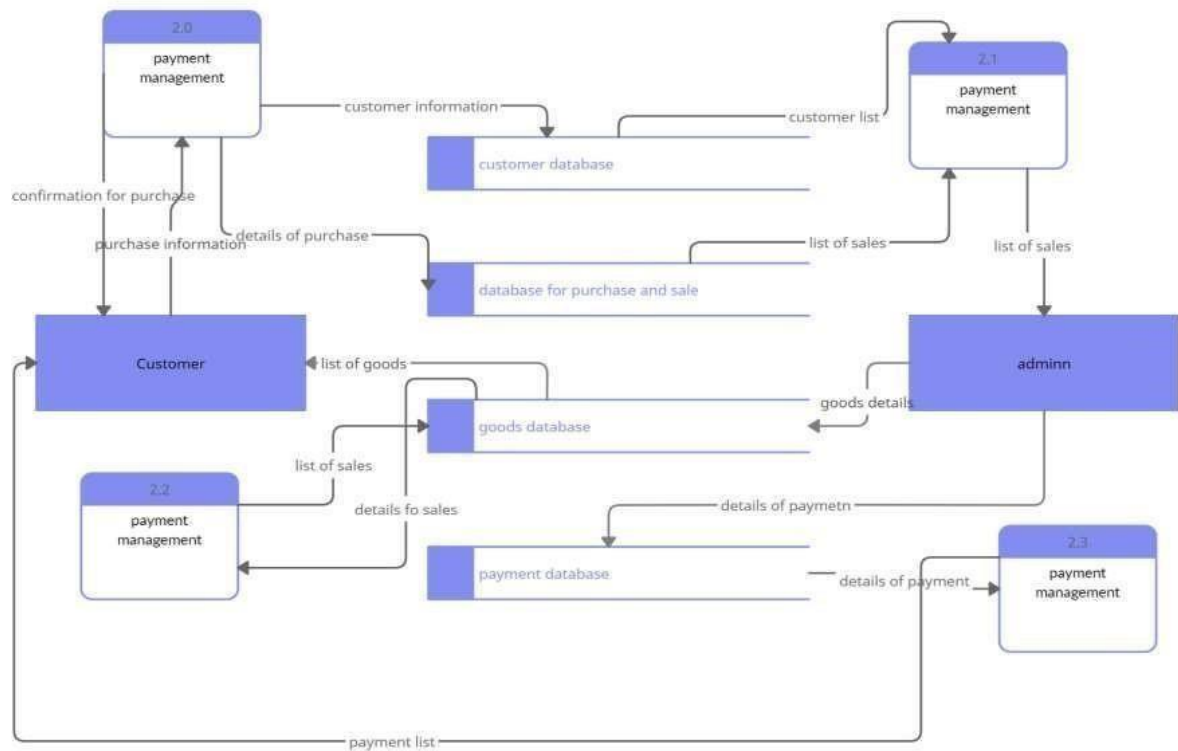 2.0
payment
management
2.1
payment
management
customer information
customer list
customer database
confirmation for purchase
purchase information
details of purchase
list of sales
list of sales
database for purchase and sale
Customer
list of goods
adminn
goods details
goods database
list of sales
2.2
payment
management
details fo sales
details of paymetn
2.3
payment
management
payment database
details of payment
payment list